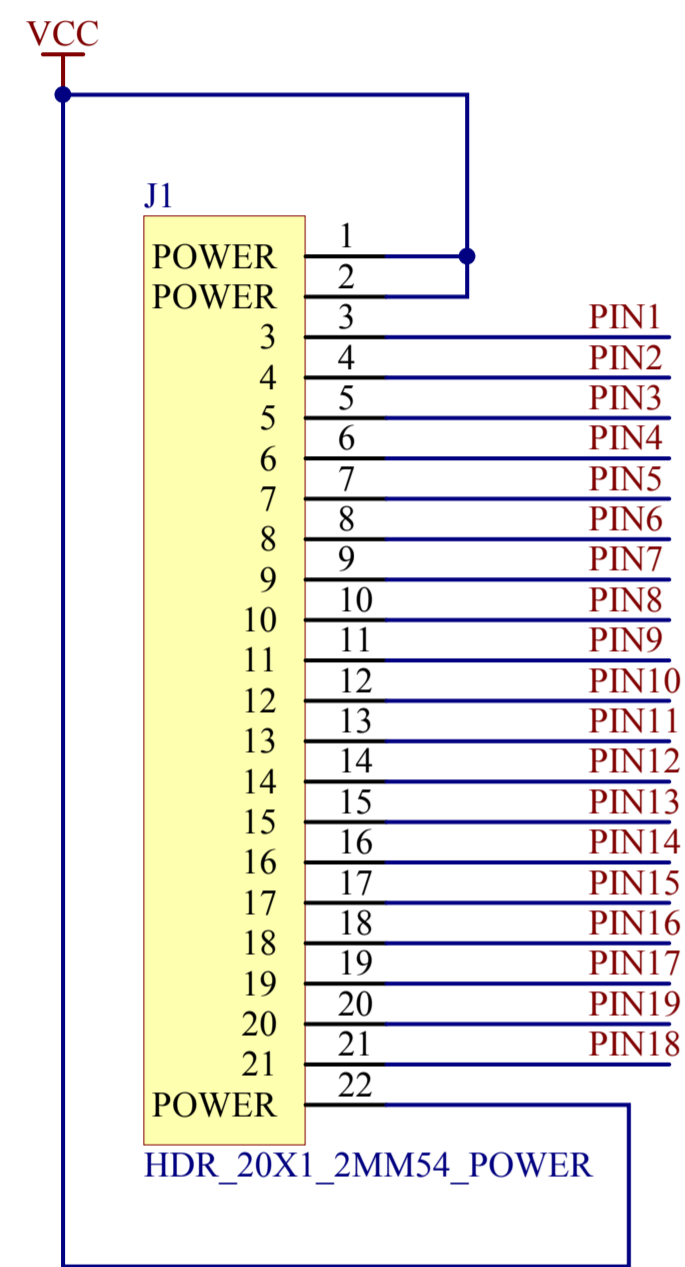 VCC
J1
POWER 1
POWER 2
3 3 PIN1
4 4 PIN2
5 5 PIN3
6 6 PIN4
7 7 PIN5
8 8 PIN6
9 9 PIN7
10 10 PIN8
11 11 PIN9
12 12 PIN10
13 13 PIN11
14 14 PIN12
15 15 PIN13
16 16 PIN14
17 17 PIN15
18 18 PIN16
19 19 PIN17
20 20 PIN19
21 21 PIN18
POWER 22
HDR_20X1_2MM54_POWER